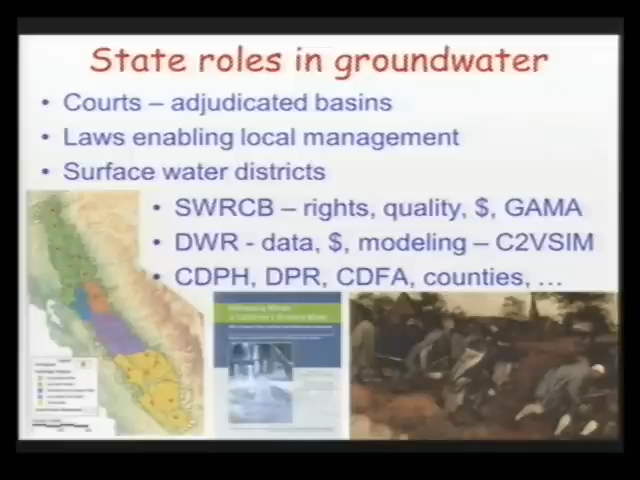 State roles in groundwater
• Courts – adjudicated basins
• Laws enabling local management
• Surface water districts
• SWRCB – rights, quality, $, GAMA
• DWR - data, $, modeling – C2VSIM
• CDPH, DPR, CDFA, counties, …